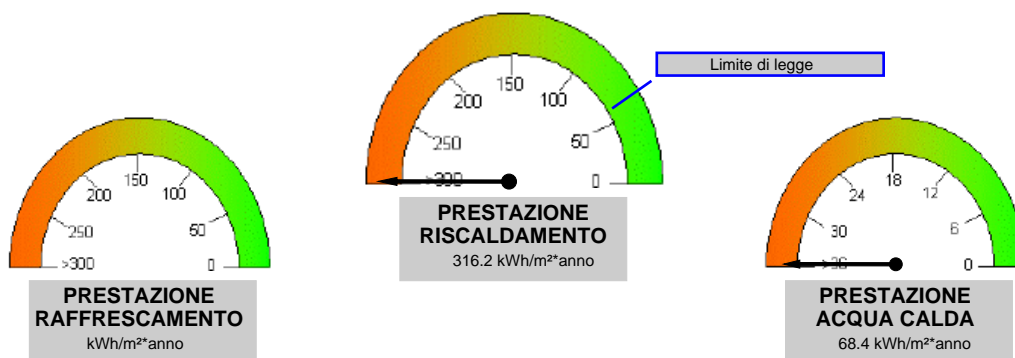 >300
250
200
150
100
50
0
PRESTAZIONE
RAFFRESCAMENTO
kWh/m²*anno
>300
250
200
150
100
50
0
Limite di legge
PRESTAZIONE
RISCALDAMENTO
316.2 kWh/m²*anno
>36
30
24
18
12
6
0
PRESTAZIONE
ACQUA CALDA
68.4 kWh/m²*anno